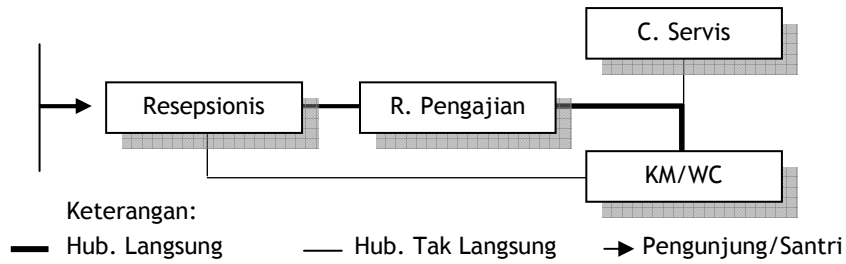 C. Servis
Resepsionis
R. Pengajian
KM/WC
Keterangan:
Hub. Langsung
Hub. Tak Langsung
Pengunjung/Santri